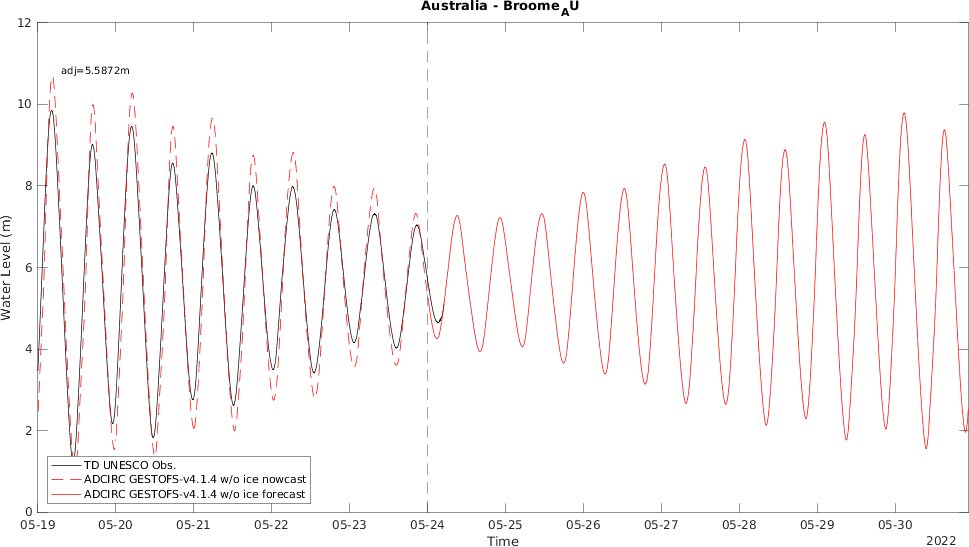 Australia - Broome_AU
adj=5.5872m
12
10
8
6
4
2
0
Water Level (m)
TD UNESCO Obs.
ADCIRC GESTOFS-v4.1.4 w/o ice nowcast
ADCIRC GESTOFS-v4.1.4 w/o ice forecast
05-19 05-20 05-21 05-22 05-23 05-24 05-25 05-26 05-27 05-28 05-29 05-30
Time
2022